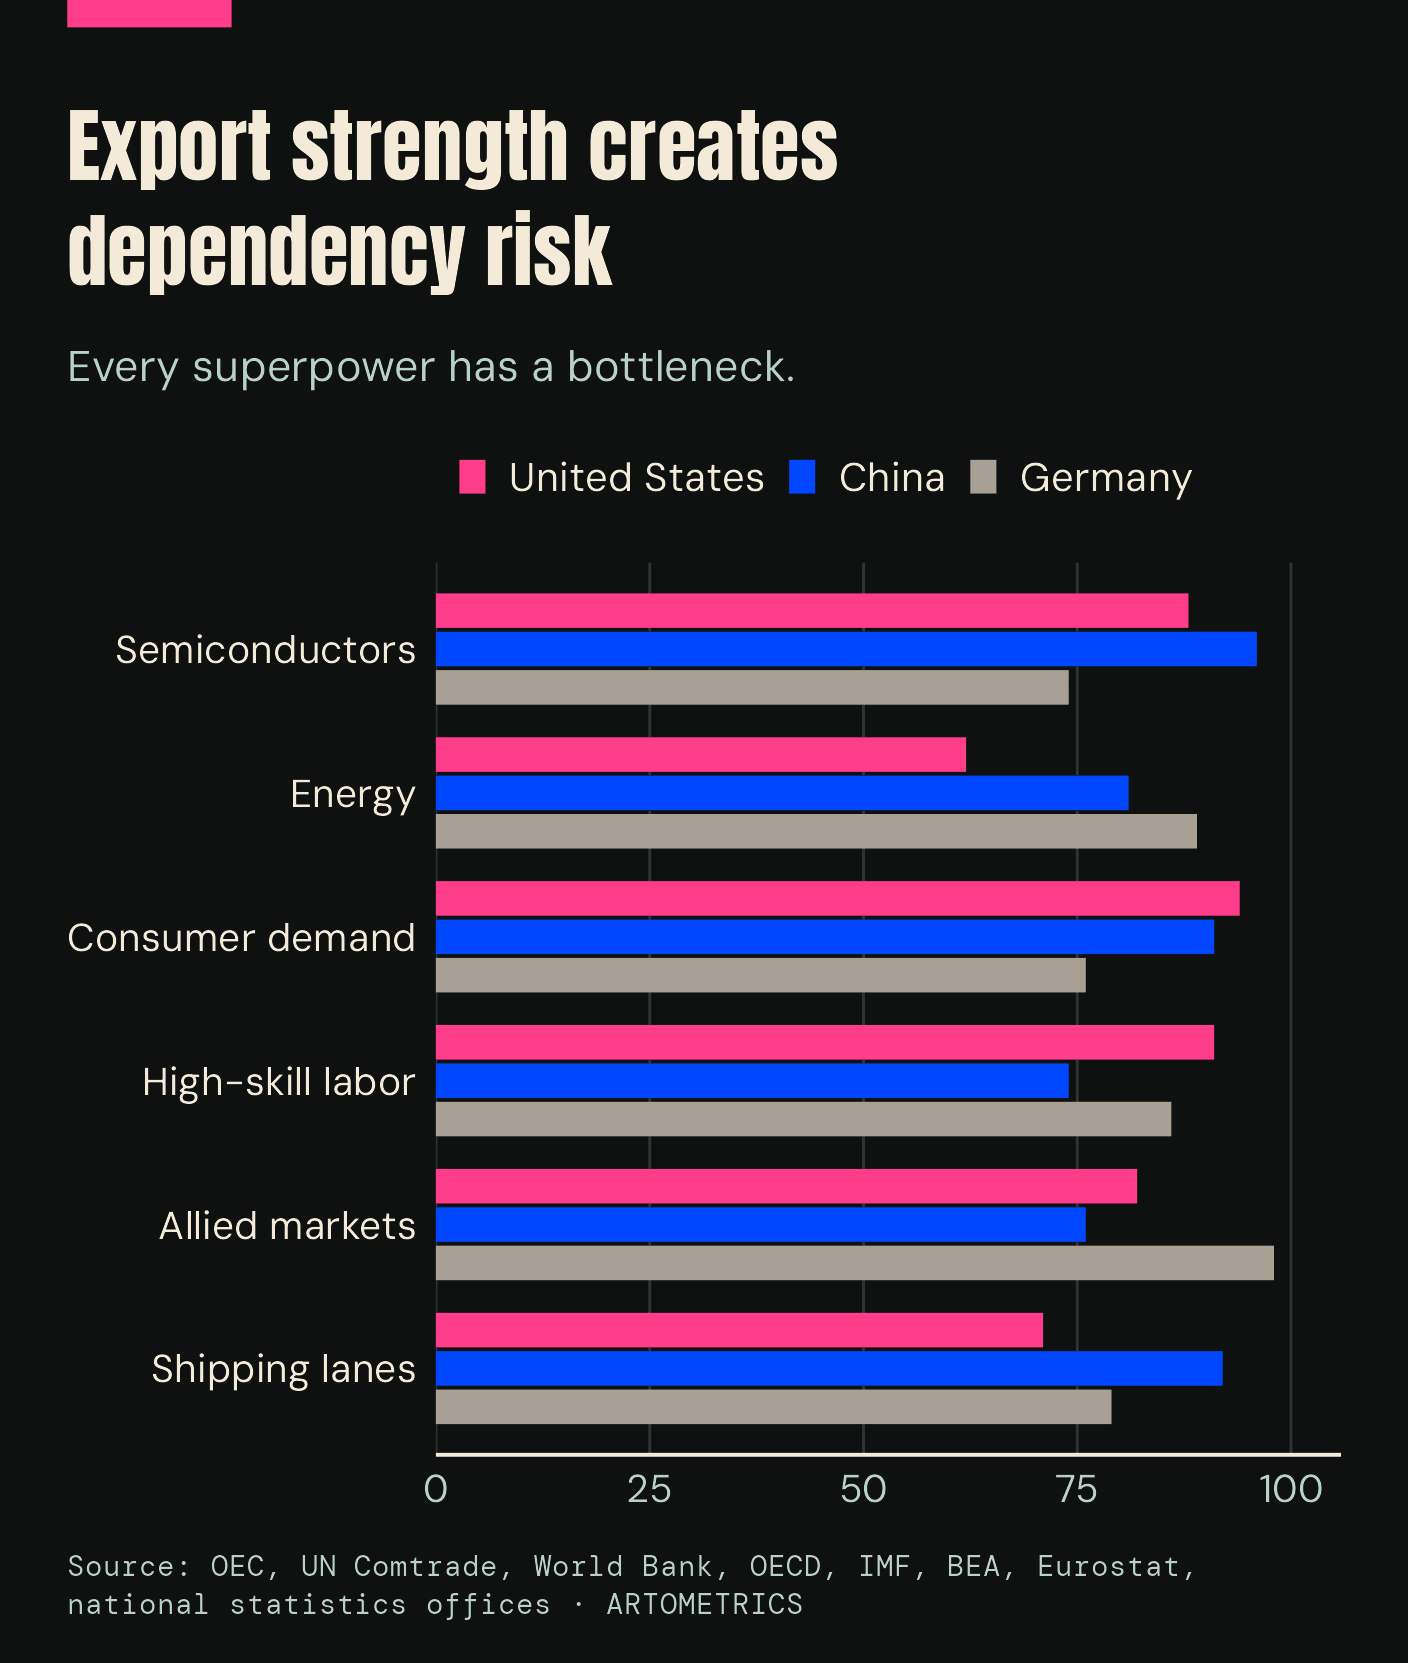 Export strength creates
dependency risk
Every superpower has a bottleneck.
United States China Germany
Semiconductors
Energy
Consumer demand
High-skill labor
Allied markets
Shipping lanes
0 25 50 75 100
Source: OEC, UN Comtrade, World Bank, OECD, IMF, BEA, Eurostat,
national statistics offices · ARTOMETRICS